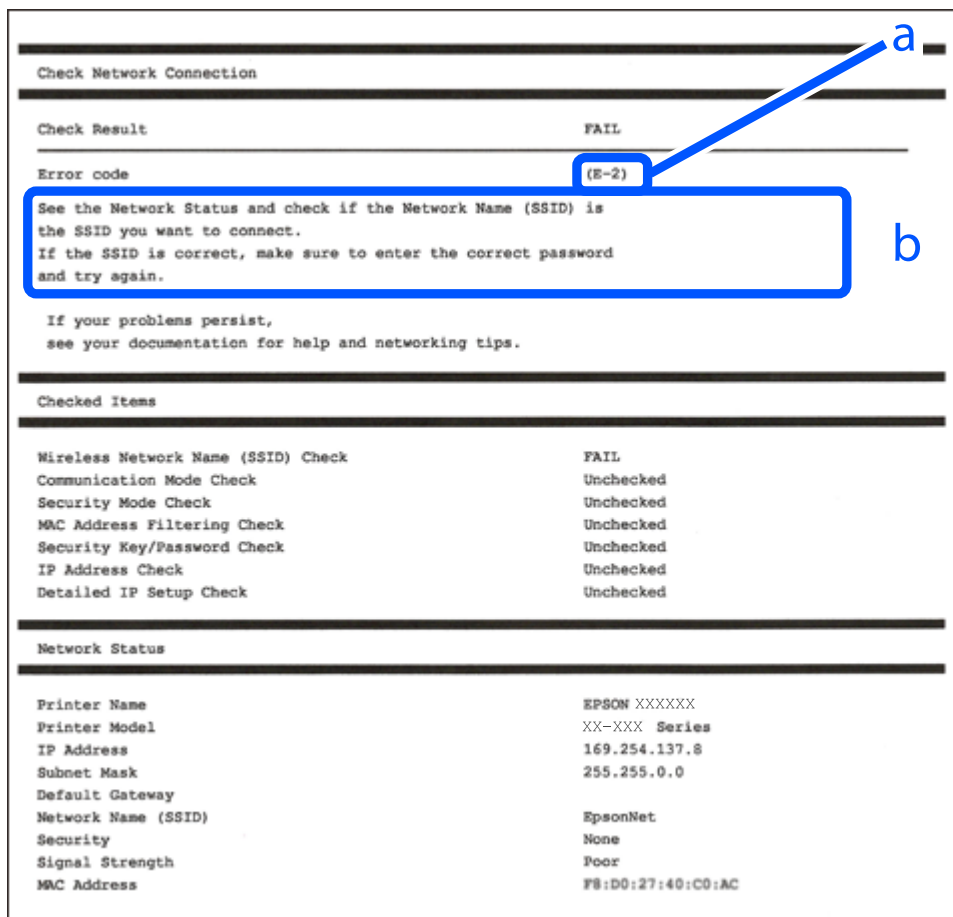 a
Check Network Connection
Check Result FAIL
Error code (E-2)
See the Network Status and check if the Network Name (SSID) is
the SSID you want to connect.
If the SSID is correct, make sure to enter the correct password
and try again.
b
If your problems persist,
see your documentation for help and networking tips.
Checked Items
Wireless Network Name (SSID) Check FAIL
Communication Mode Check Unchecked
Security Mode Check Unchecked
MAC Address Filtering Check Unchecked
Security Key/Password Check Unchecked
IP Address Check Unchecked
Detailed IP Setup Check Unchecked
Network Status
Printer Name EPSON XXXXXX
Printer Model XX-XXX Series
IP Address 169.254.137.8
Subnet Mask 255.255.0.0
Default Gateway
Network Name (SSID) EpsonNet
Security None
Signal Strength Poor
MAC Address F8:D0:27:40:C0:AC